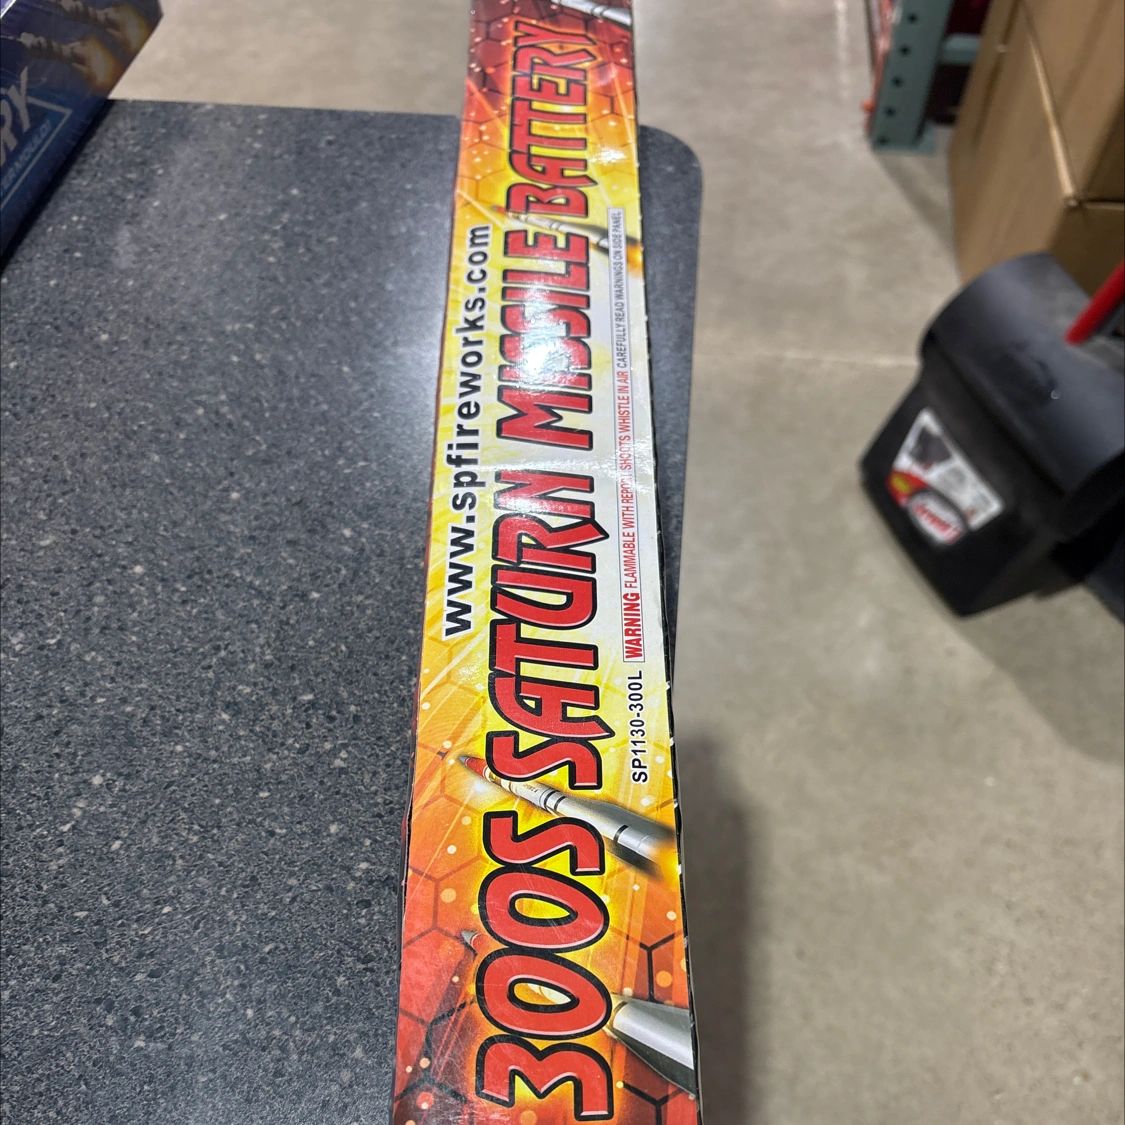 www.spfireworks.com
300S SATURN MISSILE BATTERY
SP1130-300L
WARNING FLAMMABLE WITH REPORT SHOOTS WHISTLE IN AIR CAREFULLY READ WARNINGS ON SIDE PANEL